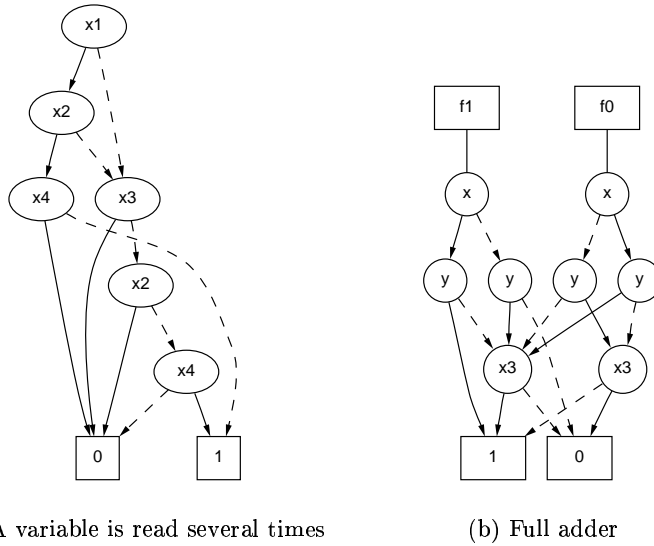 x1
x2
x4
x3
x2
x4
0
1
f1
f0
x
x
y
y
y
y
x3
x3
1
0
A variable is read several times
(b) Full adder